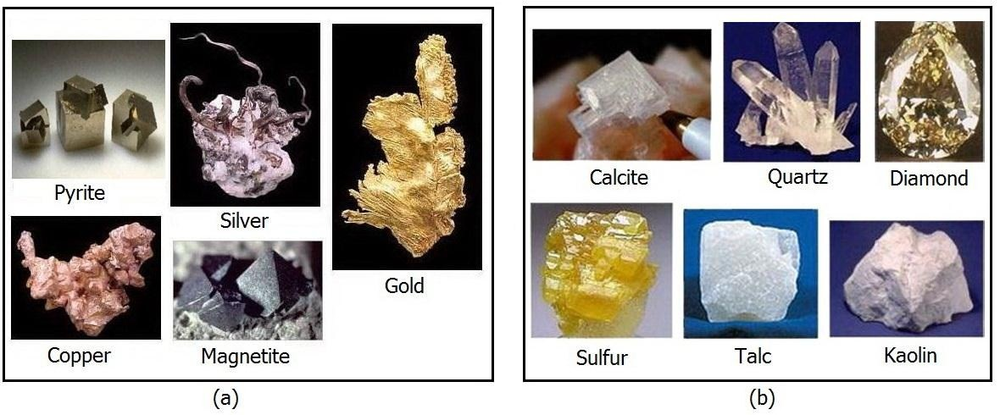 Pyrite
Silver
Gold
Copper
Magnetite
(a)
Calcite
Quartz
Diamond
Sulfur
Talc
Kaolin
(b)